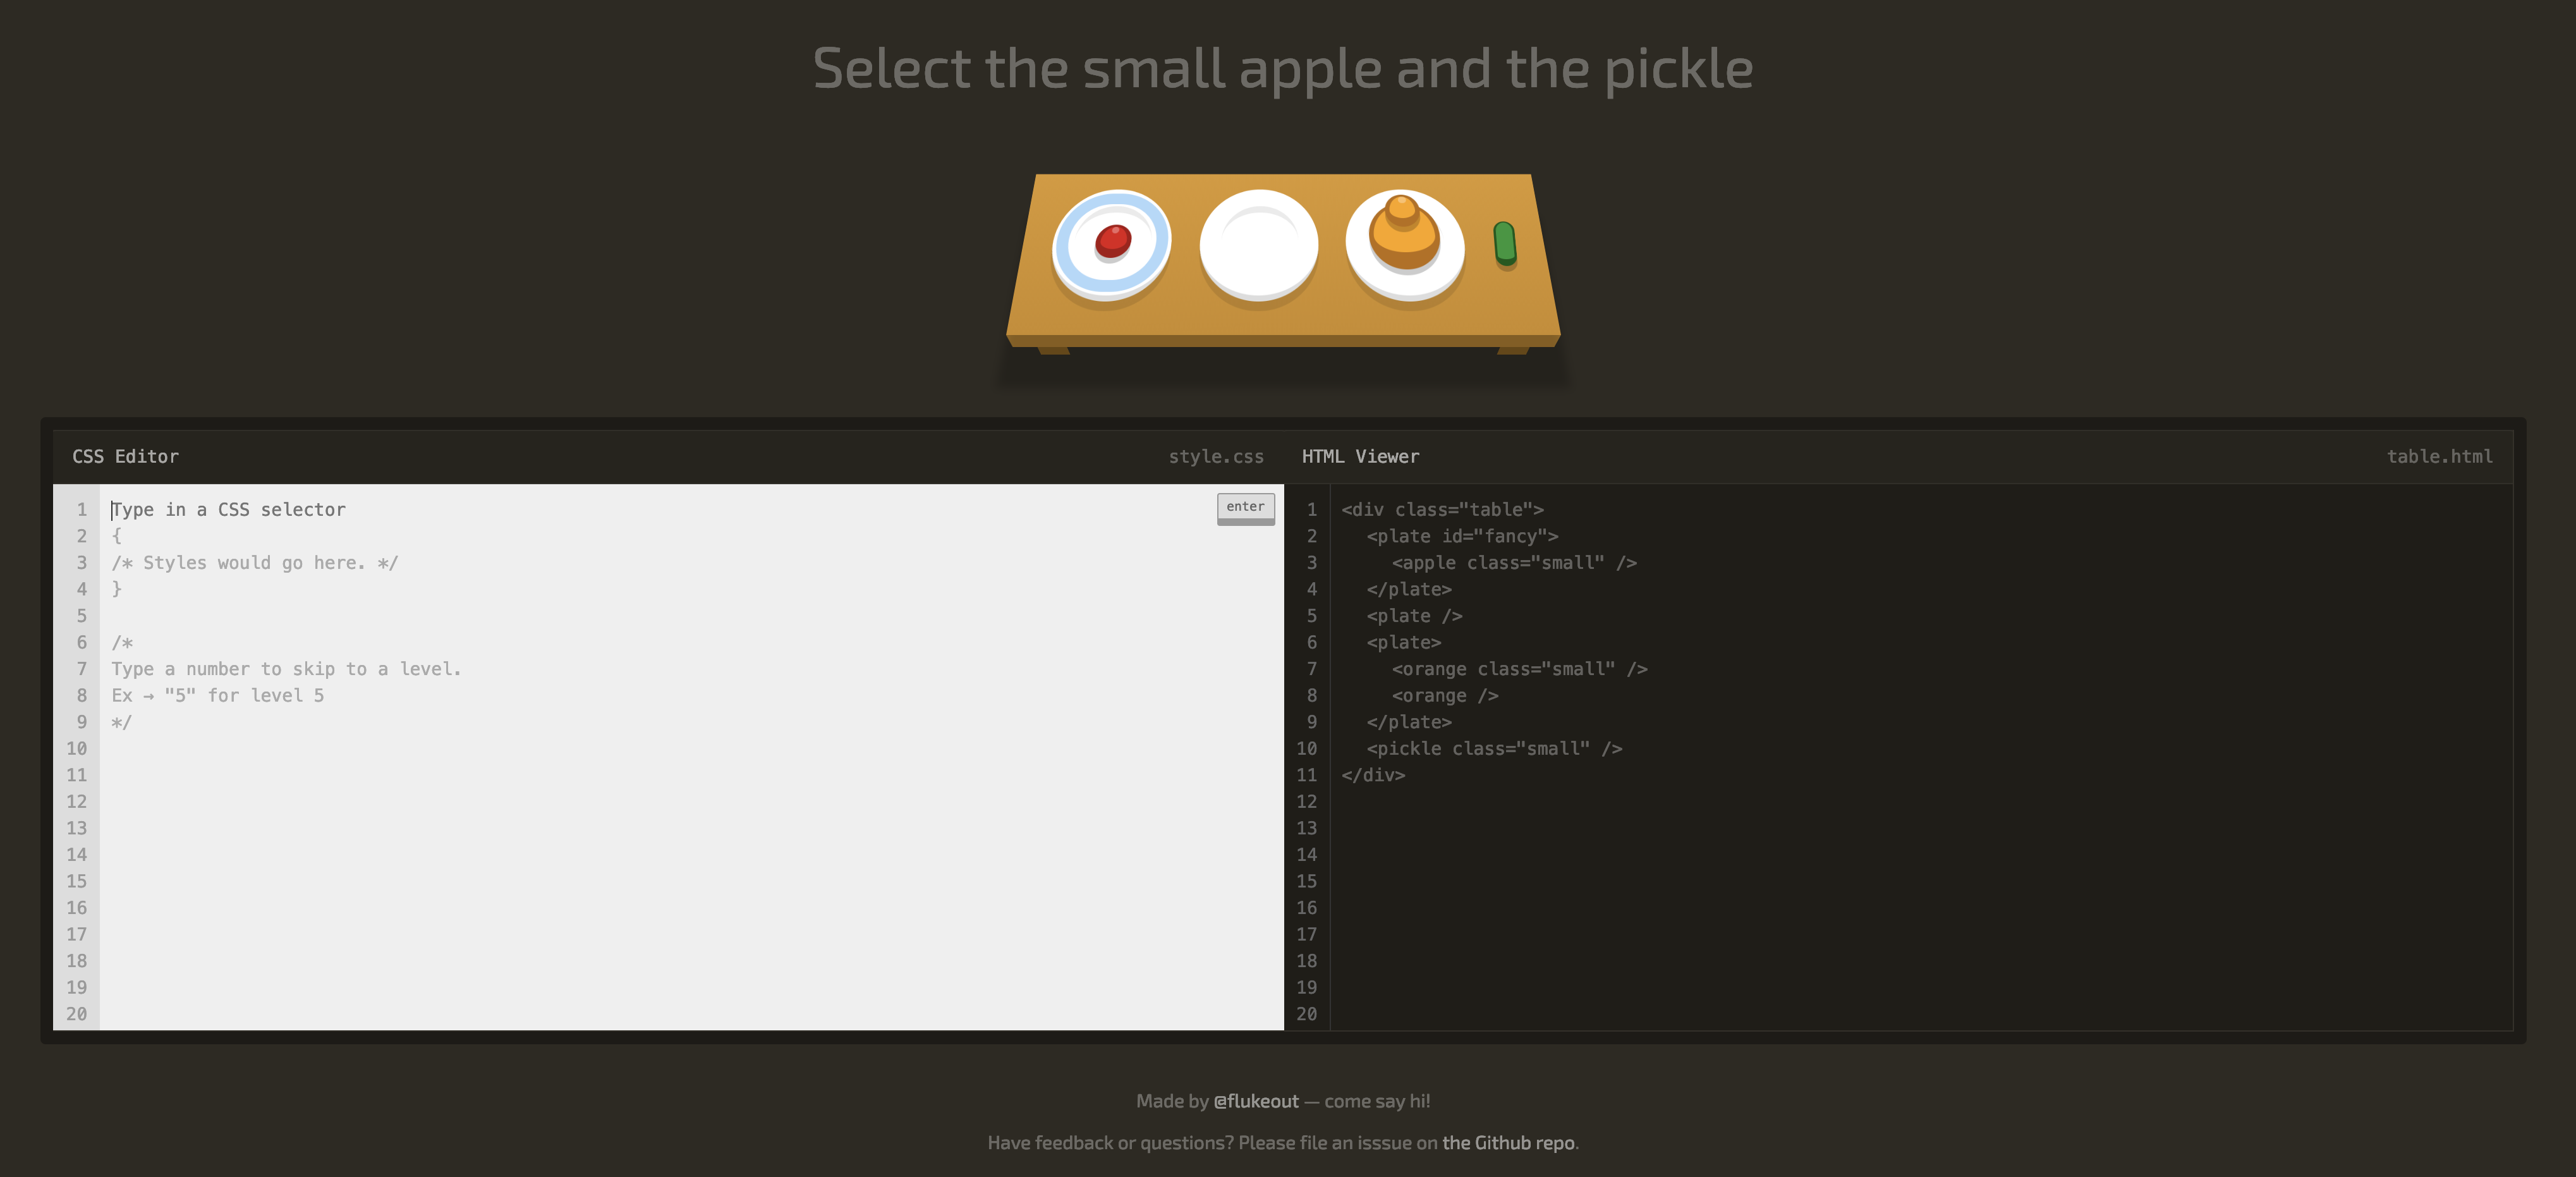 Select the small apple and the pickle
CSS Editor style.css
HTML Viewer table.html
1 Type in a CSS selector enter
2 {
3 /* Styles would go here. */
4 }
5
6 /*
7 Type a number to skip to a level.
8 Ex → "5" for level 5
9 */
10
11
12
13
14
15
16
17
18
19
20
1 <div class="table">
2 <plate id="fancy">
3 <apple class="small" />
4 </plate>
5 <plate />
6 <plate>
7 <orange class="small" />
8 <orange />
9 </plate>
10 <pickle class="small" />
11 </div>
12
13
14
15
16
17
18
19
20
Made by @flukeout — come say hi!
Have feedback or questions? Please file an isssue on the Github repo.